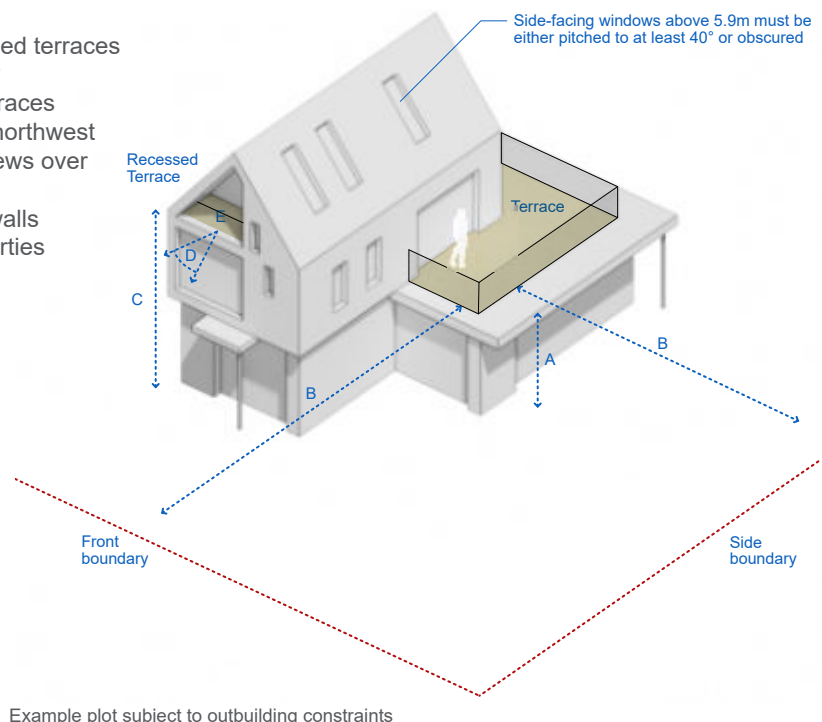 ed terraces
races
northwest
ews over
valls
rties
Side-facing windows above 5.9m must be
either pitched to at least 40° or obscured
Recessed
Terrace
Terrace
E
D
C
B
A
B
Front
boundary
Side
boundary
Example plot subject to outbuilding constraints